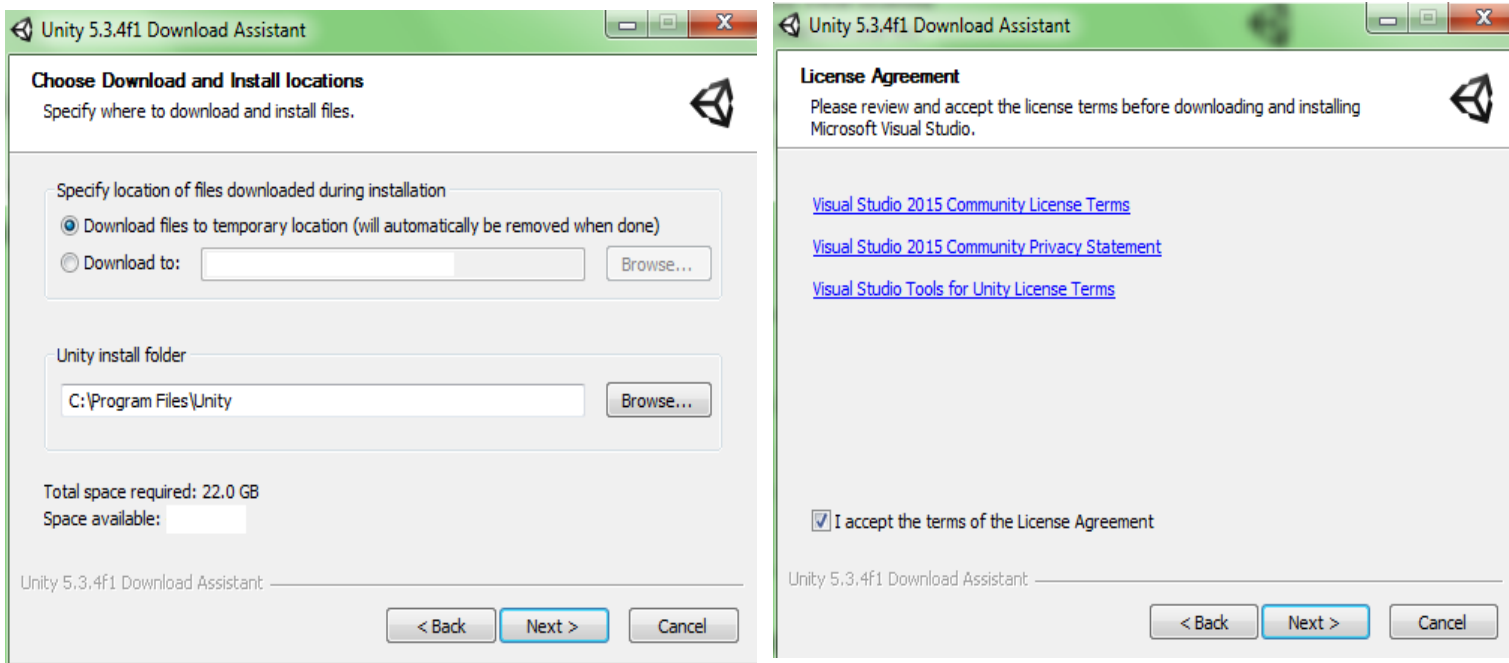 Unity 5.3.4f1 Download Assistant
Choose Download and Install locations
Specify where to download and install files.
Specify location of files downloaded during installation
Download files to temporary location (will automatically be removed when done)
Download to:
Browse...
Unity install folder
C:\Program Files\Unity
Browse...
Total space required: 22.0 GB
Space available:
Unity 5.3.4f1 Download Assistant
< Back Next > Cancel
Unity 5.3.4f1 Download Assistant
License Agreement
Please review and accept the license terms before downloading and installing
Microsoft Visual Studio.
Visual Studio 2015 Community License Terms
Visual Studio 2015 Community Privacy Statement
Visual Studio Tools for Unity License Terms
I accept the terms of the License Agreement
Unity 5.3.4f1 Download Assistant
< Back Next > Cancel